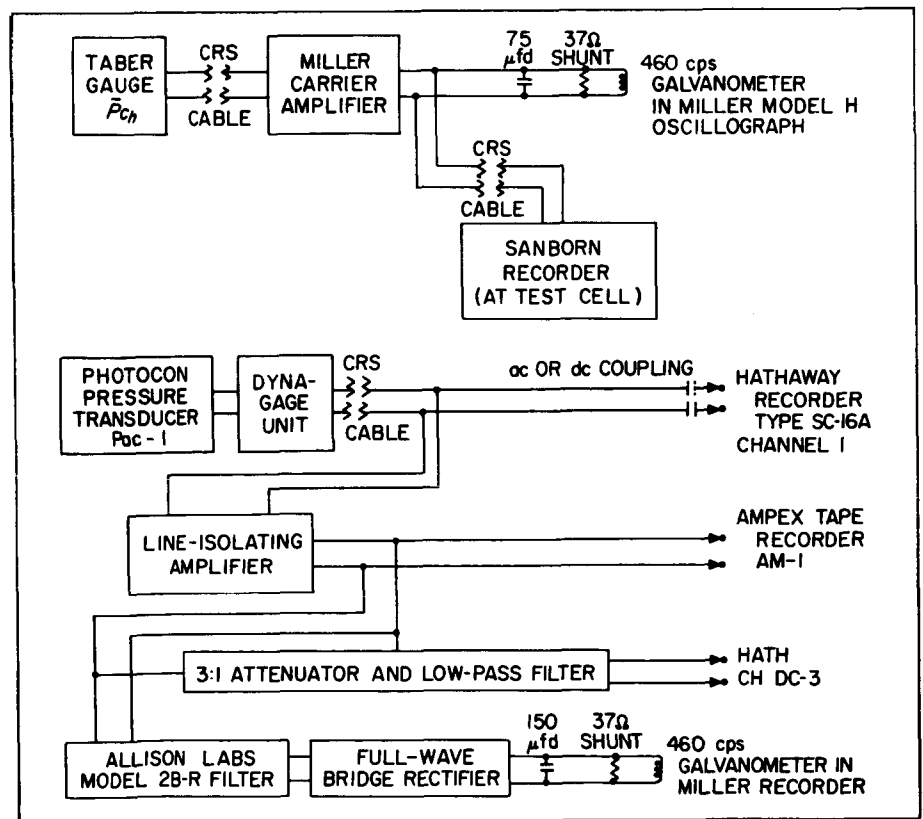 TABER
GAUGE
p̄c_h
CRS
CABLE
MILLER
CARRIER
AMPLIFIER
75
μfd
37Ω
SHUNT
460 cps
GALVANOMETER
IN MILLER MODEL H
OSCILLOGRAPH
CRS
CABLE
SANBORN
RECORDER
(AT TEST CELL)
PHOTOCON
PRESSURE
TRANSDUCER
Pac-1
DYNA-
GAGE
UNIT
CRS
CABLE
ac OR dc COUPLING
HATHAWAY
RECORDER
TYPE SC-16A
CHANNEL 1
LINE-ISOLATING
AMPLIFIER
AMPEX TAPE
RECORDER
AM-1
3:1 ATTENUATOR AND LOW-PASS FILTER
HATH
CH DC-3
ALLISON LABS
MODEL 2B-R FILTER
FULL-WAVE
BRIDGE RECTIFIER
150
μfd
37Ω
SHUNT
460 cps
GALVANOMETER IN
MILLER RECORDER